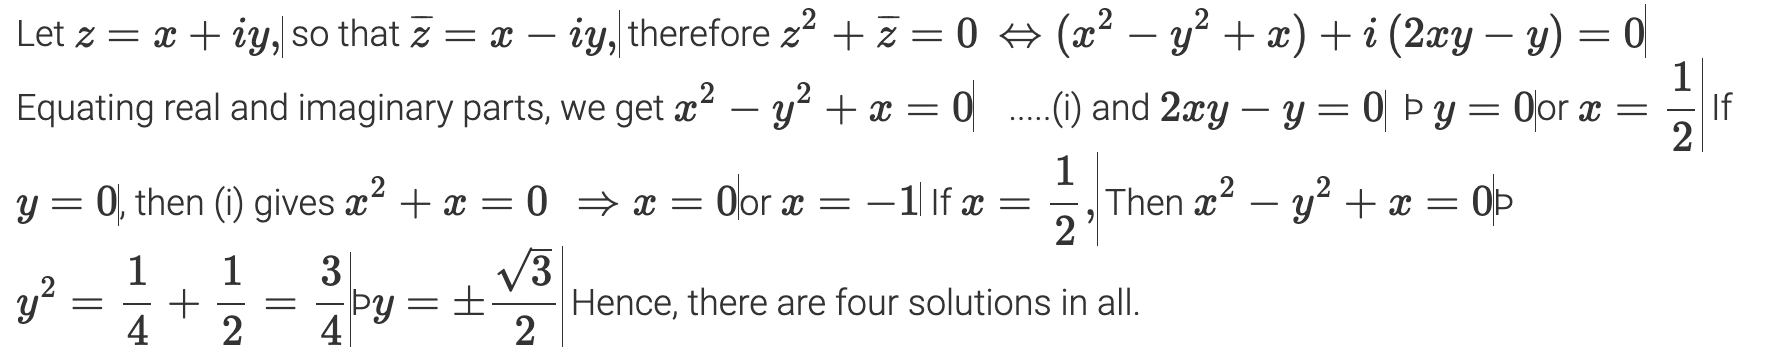 Let z = x + iy,| so that z̅ = x − iy,| therefore z² + z̅ = 0 ⇔ (x² − y² + x) + i (2xy − y) = 0|
Equating real and imaginary parts, we get x² − y² + x = 0| .....(i) and 2xy − y = 0| Þ y = 0|or x = 1/2| If
y = 0|, then (i) gives x² + x = 0 ⇒ x = 0|or x = −1| If x = 1/2,| Then x² − y² + x = 0|Þ
y² = 1/4 + 1/2 = 3/4|Þy = ±√3/2| Hence, there are four solutions in all.